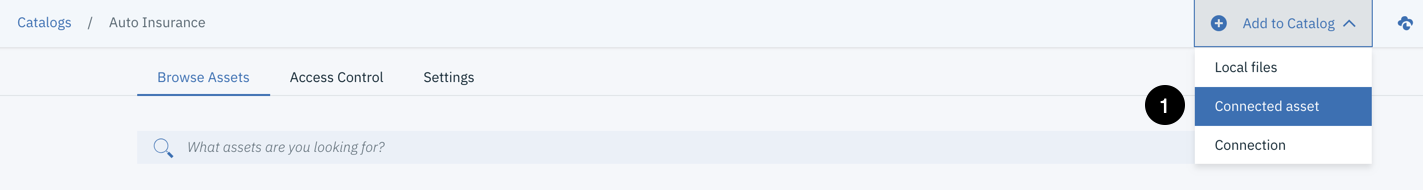 Catalogs / Auto Insurance
Add to Catalog
Browse Assets Access Control Settings
Local files
1 Connected asset
Connection
What assets are you looking for?